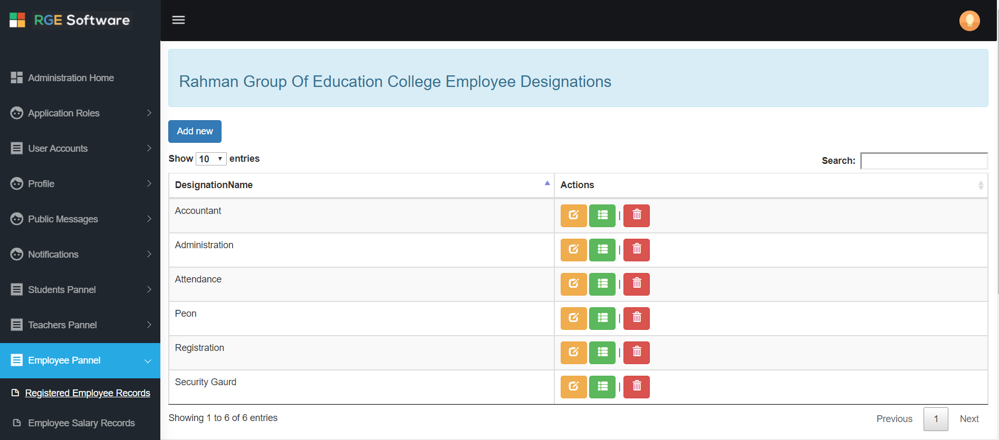 RGE Software
Administration Home
Application Roles
User Accounts
Profile
Public Messages
Notifications
Students Pannel
Teachers Pannel
Employee Pannel
Registered Employee Records
Employee Salary Records
Rahman Group Of Education College Employee Designations
Add new
Show 10 entries
Search:
DesignationName Actions
Accountant |
Administration |
Attendance |
Peon |
Registration |
Security Gaurd |
Showing 1 to 6 of 6 entries
Previous 1 Next